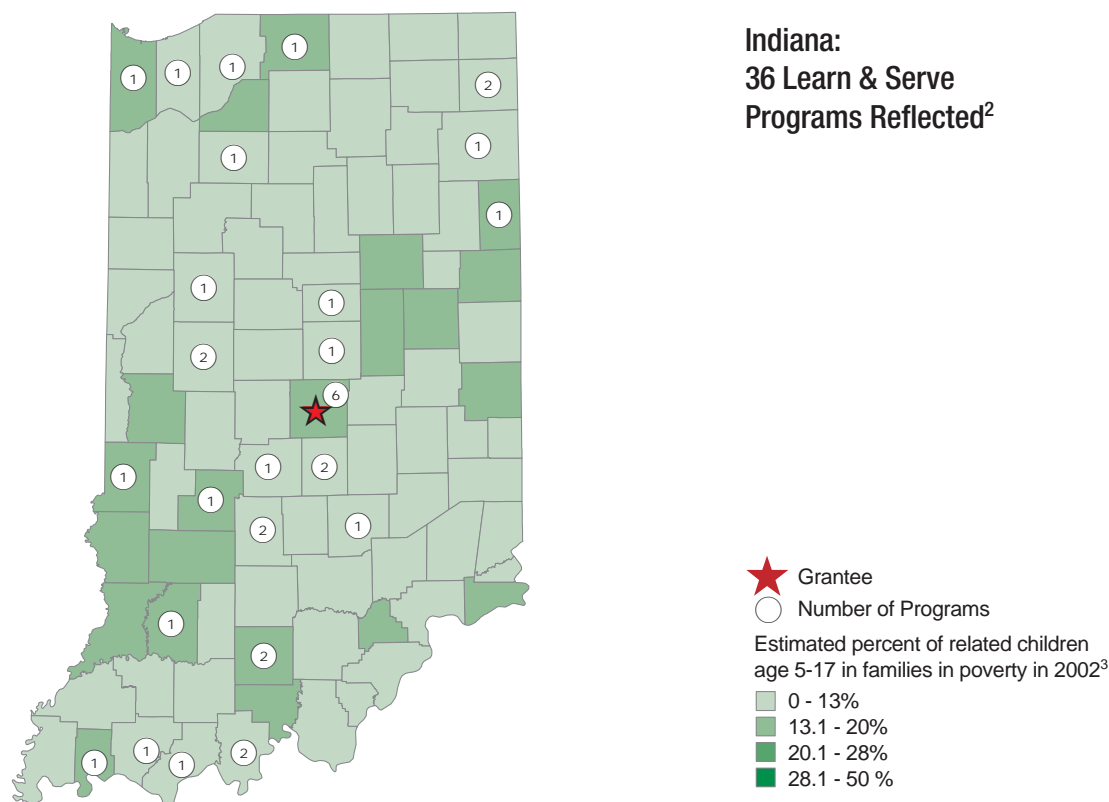 Indiana:
36 Learn & Serve
Programs Reflected2
1
1
1
1
2
1
1
1
1
1
2
1
6
1
1
2
1
2
1
1
2
1
1
1
2
Grantee
Number of Programs
Estimated percent of related children
age 5-17 in families in poverty in 20023
0 - 13%
13.1 - 20%
20.1 - 28%
28.1 - 50 %